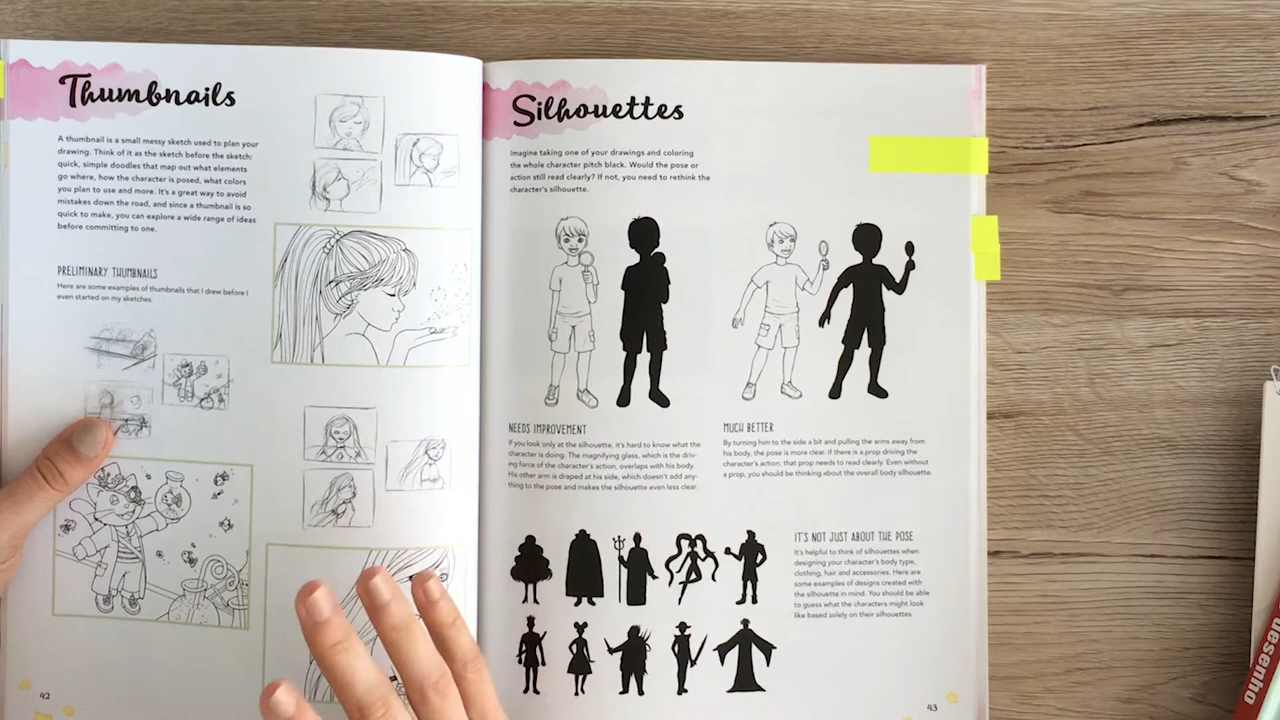 Thumbnails
A thumbnail is a small messy sketch used to plan your
drawing. Think of it as the sketch before the sketch:
quick, simple doodles that map out what elements
go where, how the character is posed, what colors
you plan to use and more. It's a great way to avoid
mistakes down the road, and since a thumbnail is so
quick to make, you can explore a wide range of ideas
before committing to one.
PRELIMINARY THUMBNAILS
Here are some examples of thumbnails that I drew before I
even started on my sketches.
42
Silhouettes
Imagine taking one of your drawings and coloring
the whole character pitch black. Would the pose or
action still read clearly? If not, you need to rethink the
character's silhouette.
NEEDS IMPROVEMENT
If you look only at the silhouette, it's hard to know what the
character is doing. The magnifying glass, which is the driv-
ing force of the character's action, overlaps with his body.
His other arm is draped at his side, which doesn't add any-
thing to the pose and makes the silhouette even less clear.
MUCH BETTER
By turning him to the side a bit and pulling the arms away from
his body, the pose is more clear. If there is a prop driving the
character's action, that prop needs to read clearly. Even without
a prop, you should be thinking about the overall body silhouette.
IT'S NOT JUST ABOUT THE POSE
It's helpful to think of silhouettes when
designing your character's body type,
clothing, hair and accessories. Here are
some examples of designs created with
the silhouette in mind. You should be able
to guess what the characters might look
like based solely on their silhouettes.
43
desenho